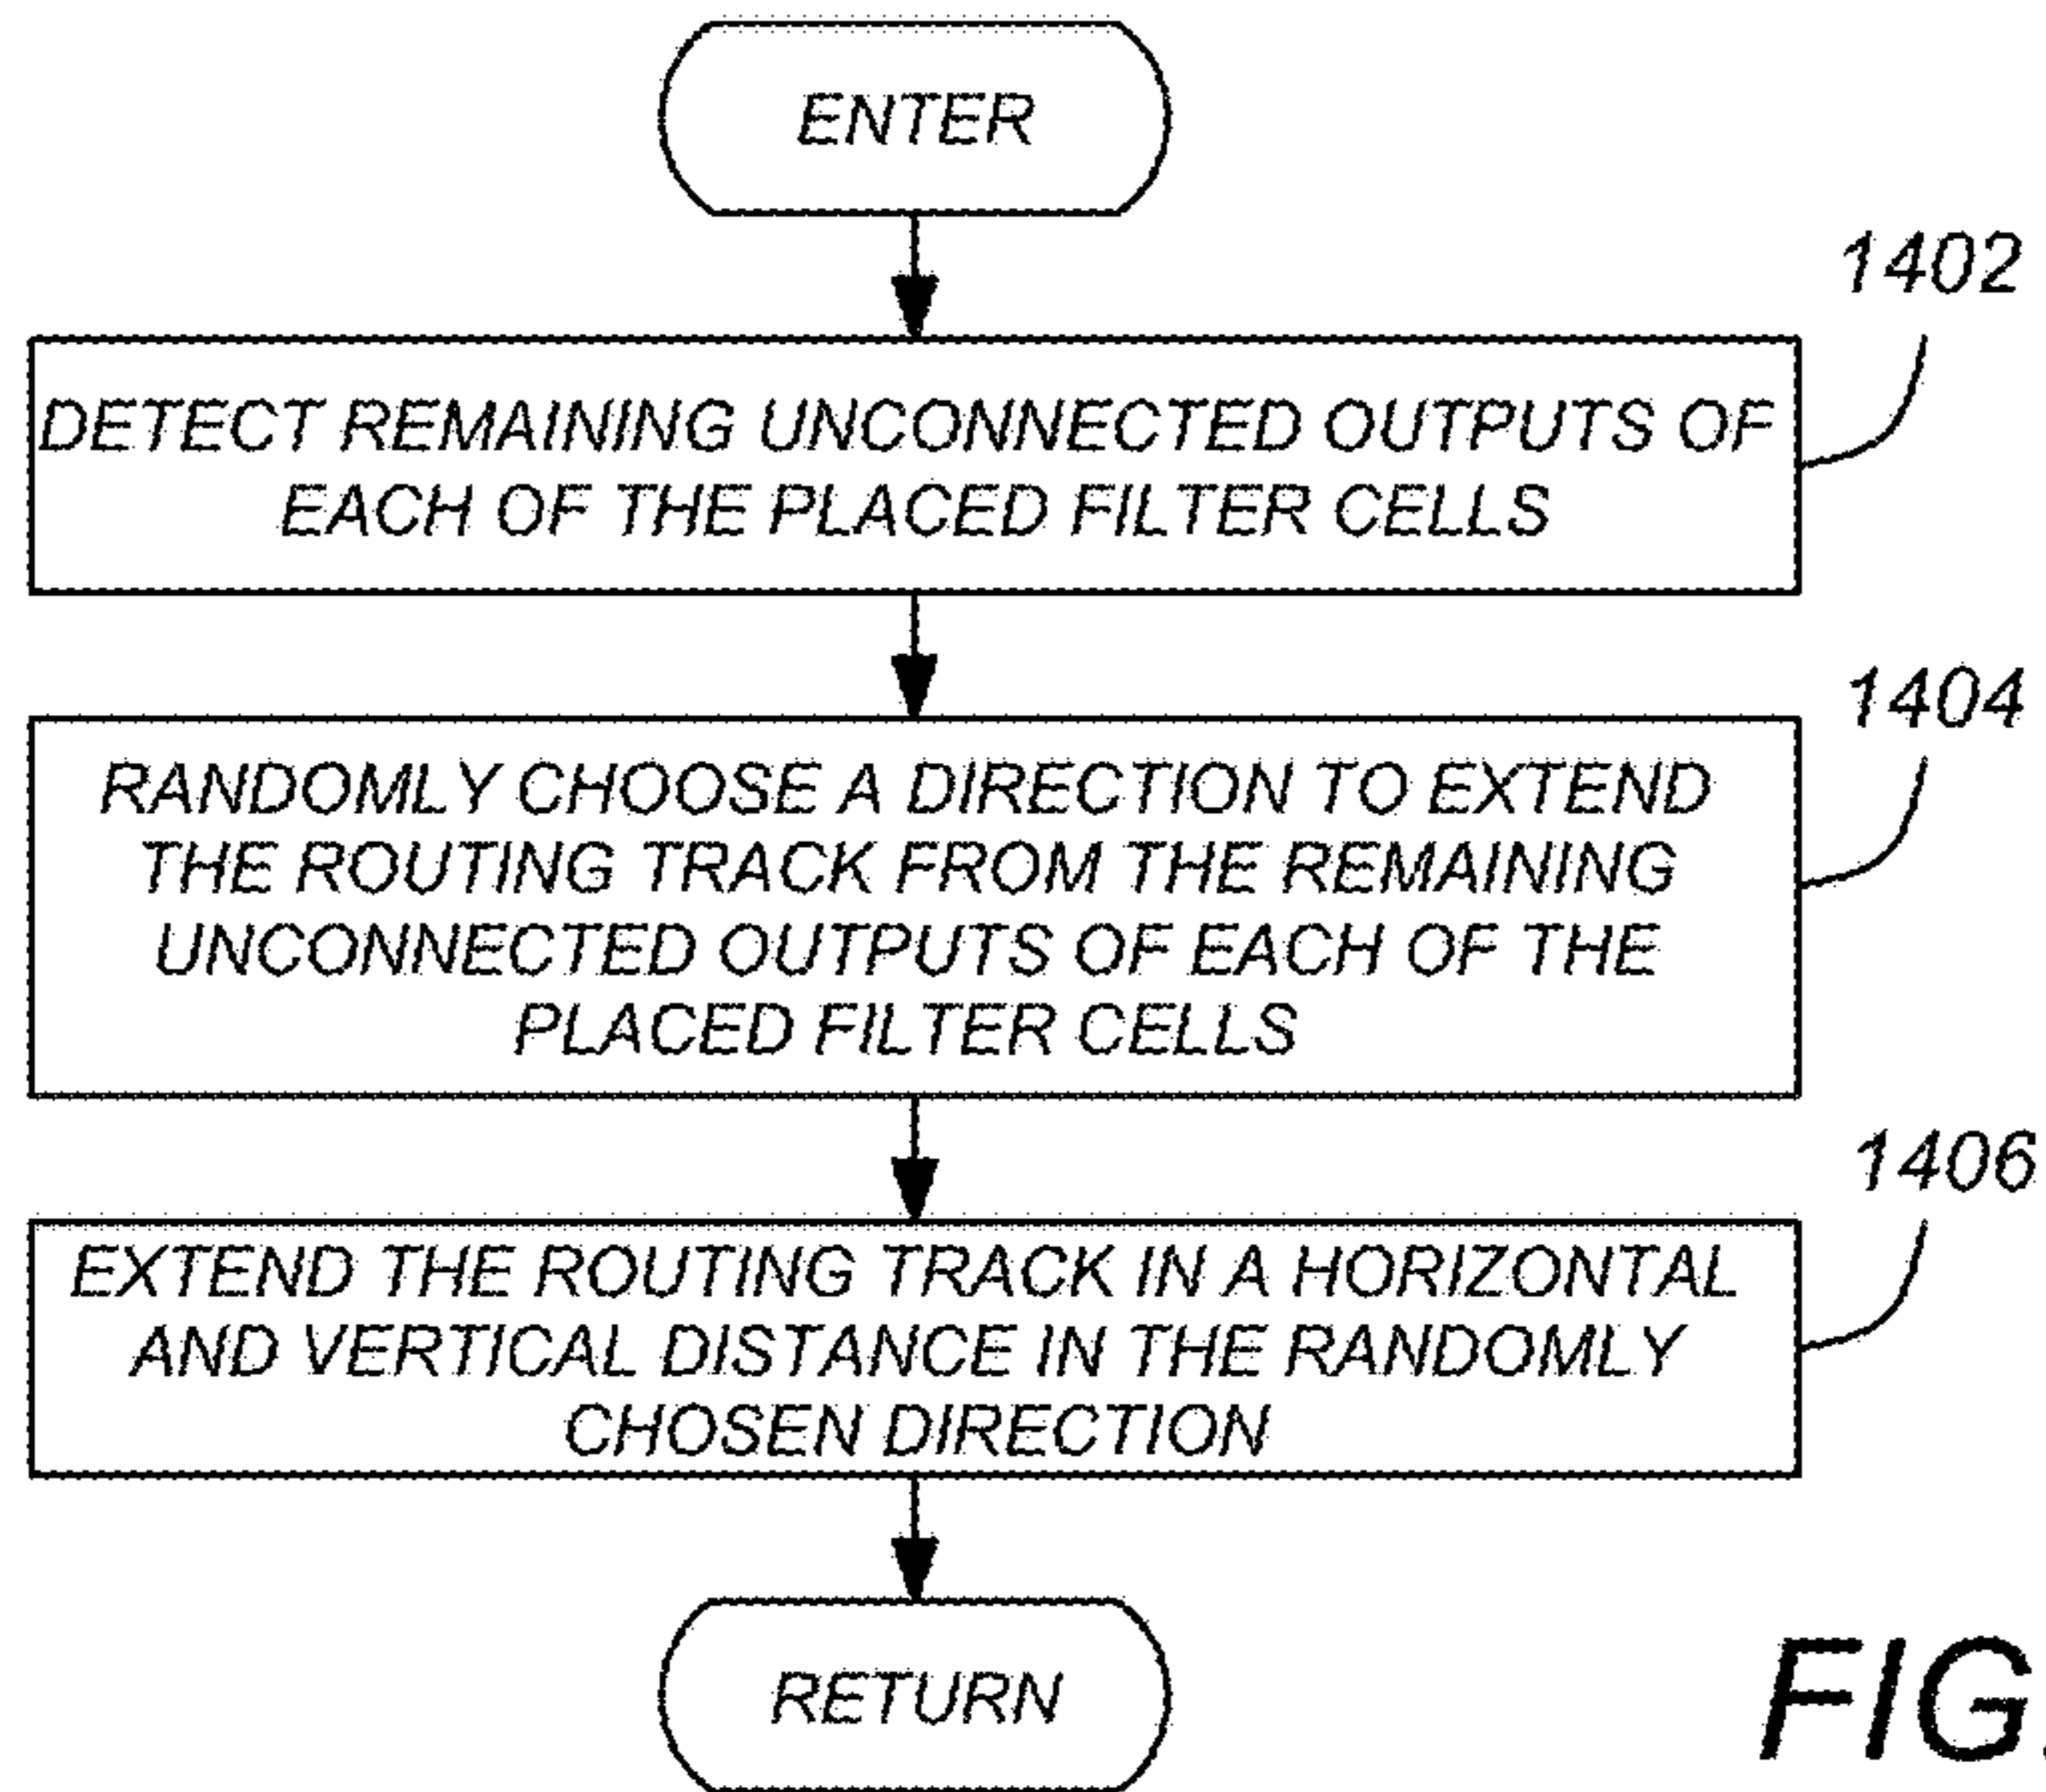 ENTER
1402
DETECT REMAINING UNCONNECTED OUTPUTS OF
EACH OF THE PLACED FILTER CELLS
1404
RANDOMLY CHOOSE A DIRECTION TO EXTEND
THE ROUTING TRACK FROM THE REMAINING
UNCONNECTED OUTPUTS OF EACH OF THE
PLACED FILTER CELLS
1406
EXTEND THE ROUTING TRACK IN A HORIZONTAL
AND VERTICAL DISTANCE IN THE RANDOMLY
CHOSEN DIRECTION
RETURN
FIG.